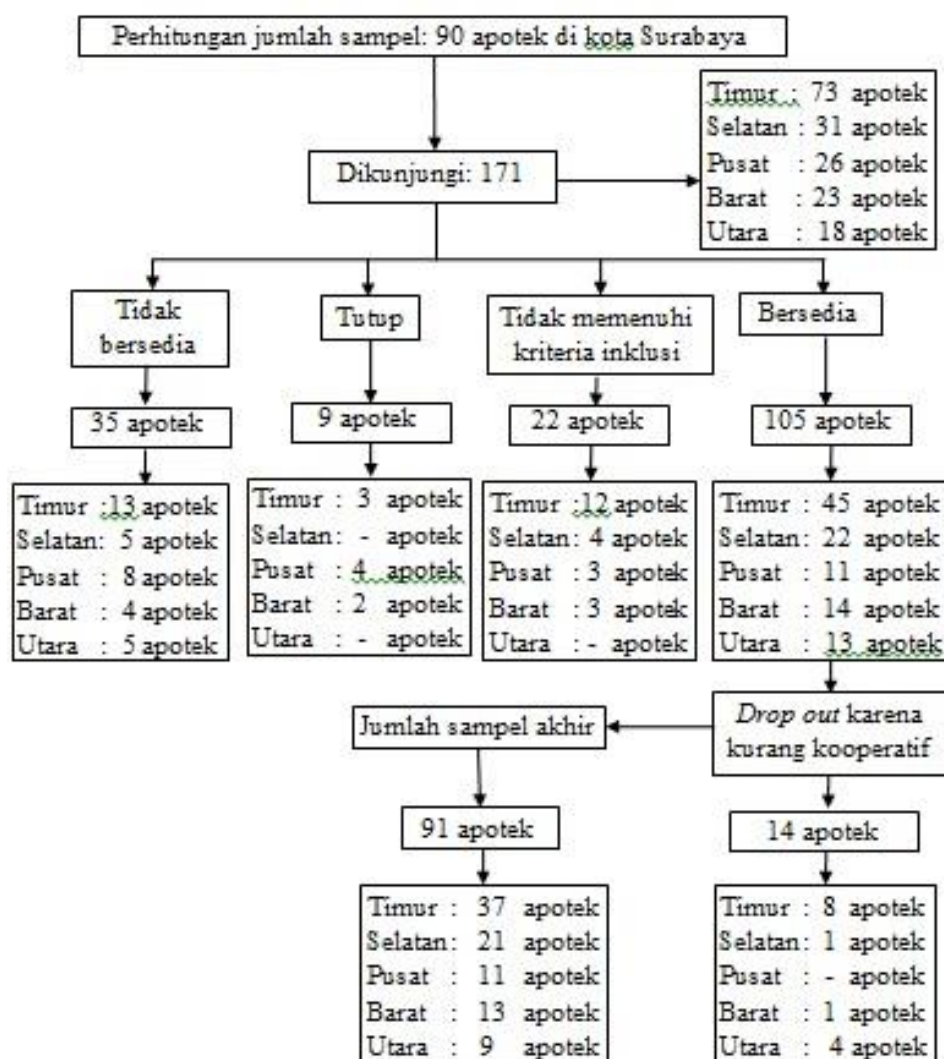 Perhitungan jumlah sampel: 90 apotek di kota Surabaya
Dikunjungi: 171
Timur : 73 apotek
Selatan : 31 apotek
Pusat : 26 apotek
Barat : 23 apotek
Utara : 18 apotek
Tidak
bersedia
Tutup
Tidak memenuhi
kriteria inklusi
Bersedia
35 apotek
9 apotek
22 apotek
105 apotek
Timur :13 apotek
Selatan: 5 apotek
Pusat : 8 apotek
Barat : 4 apotek
Utara : 5 apotek
Timur : 3 apotek
Selatan: - apotek
Pusat : 4 apotek
Barat : 2 apotek
Utara : - apotek
Timur :12 apotek
Selatan: 4 apotek
Pusat : 3 apotek
Barat : 3 apotek
Utara : - apotek
Timur : 45 apotek
Selatan: 22 apotek
Pusat : 11 apotek
Barat : 14 apotek
Utara : 13 apotek
Jumlah sampel akhir
Drop out karena
kurang kooperatif
91 apotek
14 apotek
Timur : 37 apotek
Selatan: 21 apotek
Pusat : 11 apotek
Barat : 13 apotek
Utara : 9 apotek
Timur : 8 apotek
Selatan: 1 apotek
Pusat : - apotek
Barat : 1 apotek
Utara : 4 apotek